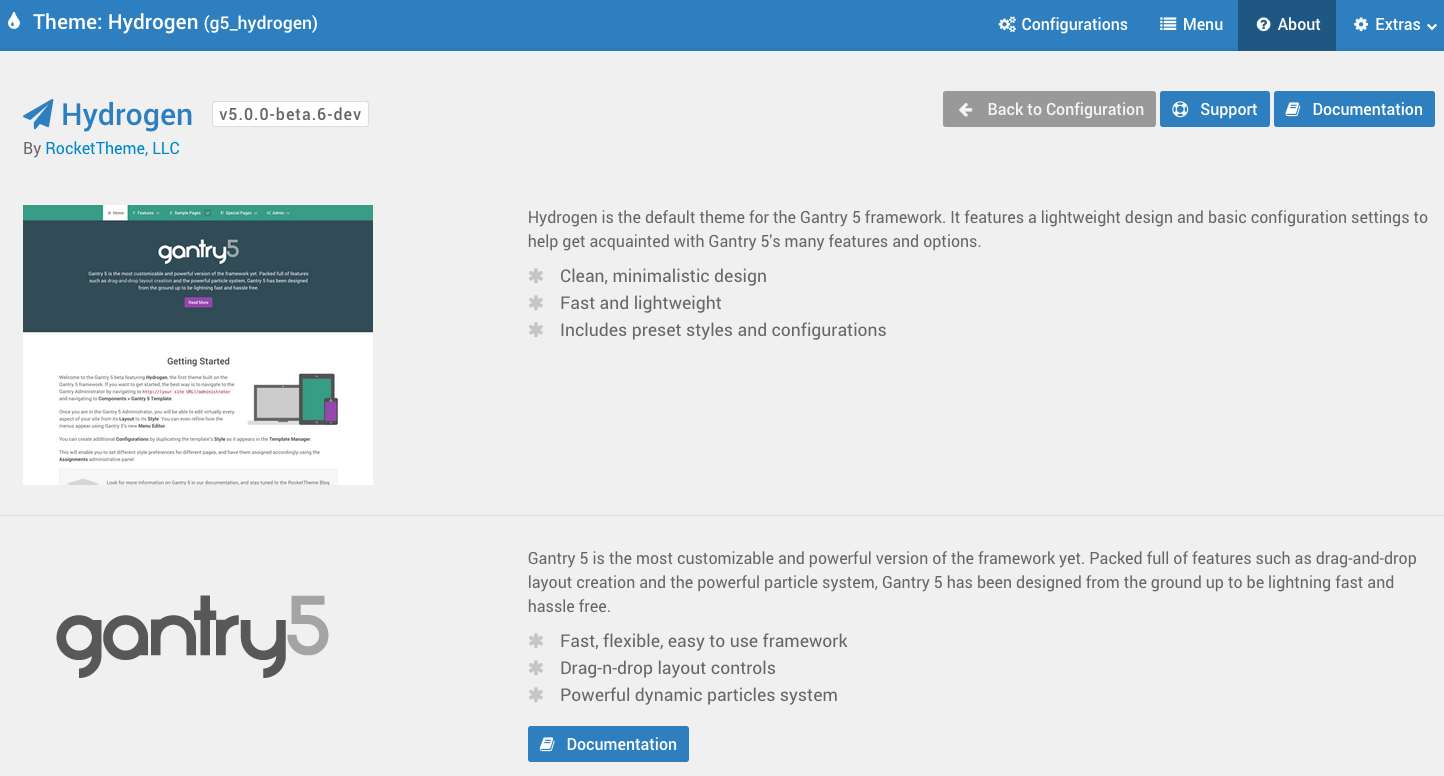 Theme: Hydrogen (g5_hydrogen)
Configurations
Menu
About
Extras
Hydrogen
v5.0.0-beta.6-dev
Back to Configuration
Support
Documentation
By RocketTheme, LLC
Home
Features
Sample Pages
Special Pages
Admin
gantry5
Gantry 5 is the most customizable and powerful version of the framework yet. Packed full of features
such as drag-and-drop layout creation and the powerful particle system, Gantry 5 has been designed
from the ground up to be lightning fast and hassle free.
Read More
Getting Started
Welcome to the Gantry 5 beta featuring Hydrogen, the first theme built on the
Gantry 5 framework. If you want to get started, the best way is to navigate to the
Gantry Administrator by navigating to http://(your site URL)/administrator
and navigating to Components » Gantry 5 Template.
Once you are in the Gantry 5 Administrator, you will be able to edit virtually every
aspect of your site from its Layout to its Style. You can even refine how the
menus appear using Gantry 5's new Menu Editor.
You can create additional Configurations by duplicating the template's Style as it appears in the Template Manager.
This will enable you to set different style preferences for different pages, and have them assigned accordingly using the
Assignments administrative panel.
Look for more information on Gantry 5 in our documentation, and stay tuned to the RocketTheme Blog
Hydrogen is the default theme for the Gantry 5 framework. It features a lightweight design and basic configuration settings to
help get acquainted with Gantry 5's many features and options.
Clean, minimalistic design
Fast and lightweight
Includes preset styles and configurations
gantry5
Gantry 5 is the most customizable and powerful version of the framework yet. Packed full of features such as drag-and-drop
layout creation and the powerful particle system, Gantry 5 has been designed from the ground up to be lightning fast and
hassle free.
Fast, flexible, easy to use framework
Drag-n-drop layout controls
Powerful dynamic particles system
Documentation